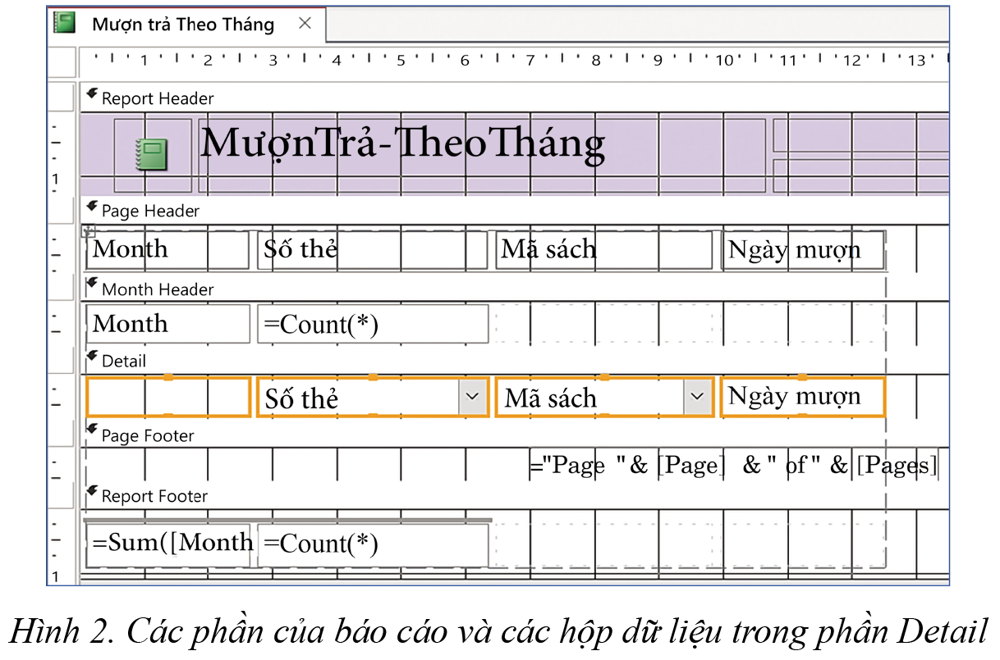 Mượn trả Theo Tháng
1 2 3 4 5 6 7 8 9 10 11 12 13
Report Header
MượnTrả-TheoTháng
1
Page Header
Month Số thẻ Mã sách Ngày mượn
Month Header
Month =Count(*)
Detail
Số thẻ Mã sách Ngày mượn
Page Footer
="Page "& [Page] & " of " & [Pages]
Report Footer
=Sum([Month =Count(*)
1
Hình 2. Các phần của báo cáo và các hộp dữ liệu trong phần Detail